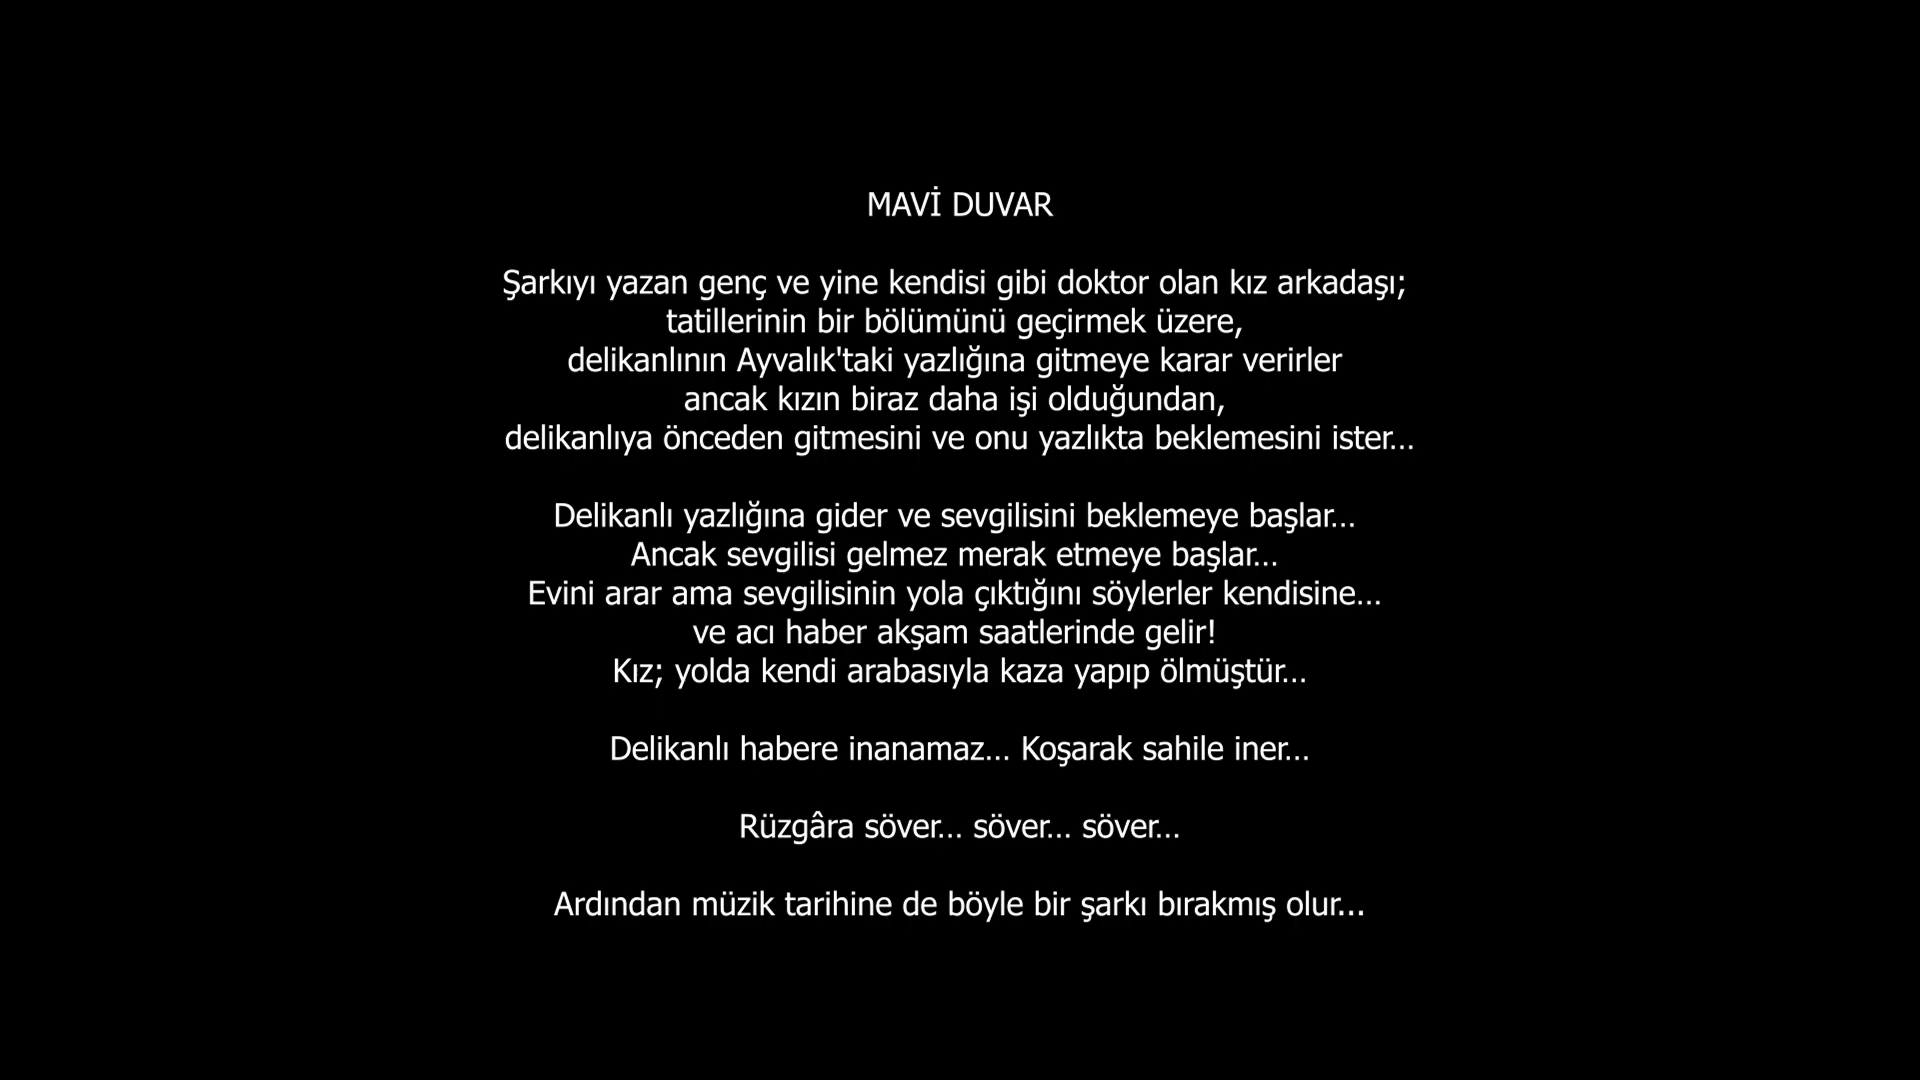 MAVİ DUVAR
Şarkıyı yazan genç ve yine kendisi gibi doktor olan kız arkadaşı;
tatillerinin bir bölümünü geçirmek üzere,
delikanlının Ayvalık'taki yazlığına gitmeye karar verirler
ancak kızın biraz daha işi olduğundan,
delikanlıya önceden gitmesini ve onu yazlıkta beklemesini ister...
Delikanlı yazlığına gider ve sevgilisini beklemeye başlar...
Ancak sevgilisi gelmez merak etmeye başlar...
Evini arar ama sevgilisinin yola çıktığını söylerler kendisine...
ve acı haber akşam saatlerinde gelir!
Kız; yolda kendi arabasıyla kaza yapıp ölmüştür...
Delikanlı habere inanamaz... Koşarak sahile iner...
Rüzgâra söver... söver... söver...
Ardından müzik tarihine de böyle bir şarkı bırakmış olur...